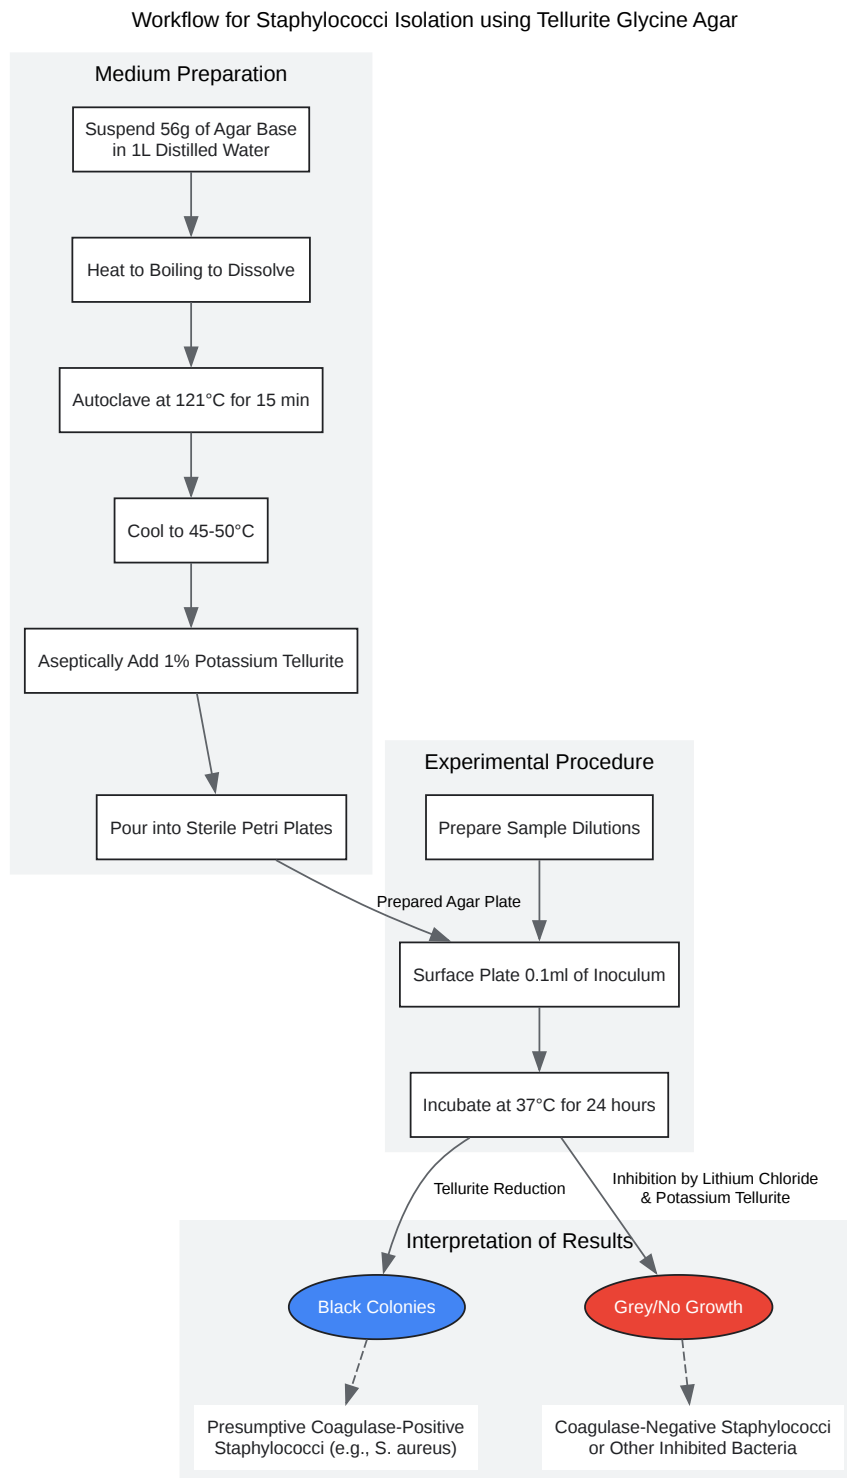 Workflow for Staphylococci Isolation using Tellurite Glycine Agar
Medium Preparation
Suspend 56g of Agar Base
in 1L Distilled Water
Heat to Boiling to Dissolve
Autoclave at 121°C for 15 min
Cool to 45-50°C
Aseptically Add 1% Potassium Tellurite
Pour into Sterile Petri Plates
Experimental Procedure
Prepare Sample Dilutions
Prepared Agar Plate
Surface Plate 0.1ml of Inoculum
Incubate at 37°C for 24 hours
Tellurite Reduction
Inhibition by Lithium Chloride
& Potassium Tellurite
Interpretation of Results
Black Colonies
Grey/No Growth
Presumptive Coagulase-Positive
Staphylococci (e.g., S. aureus)
Coagulase-Negative Staphylococci
or Other Inhibited Bacteria